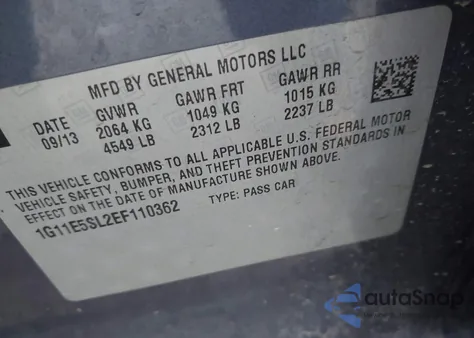 MFD BY GENERAL MOTORS LLC
DATE GVWR GAWR FRT GAWR RR
09/13 2064 KG 1049 KG 1015 KG
4549 LB 2312 LB 2237 LB
THIS VEHICLE CONFORMS TO ALL APPLICABLE U.S. FEDERAL MOTOR
VEHICLE SAFETY, BUMPER, AND THEFT PREVENTION STANDARDS IN
EFFECT ON THE DATE OF MANUFACTURE SHOWN ABOVE.
1G11E5SL2EF110362 TYPE: PASS CAR
autaSnap